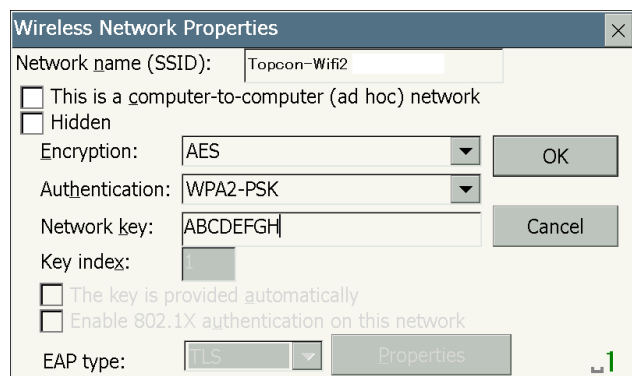 Wireless Network Properties
Network name (SSID): Topcon-Wifi2
This is a computer-to-computer (ad hoc) network
Hidden
Encryption: AES OK
Authentication: WPA2-PSK
Network key: ABCDEFGH Cancel
Key index: 1
The key is provided automatically
Enable 802.1X authentication on this network
EAP type: TLS Properties
1